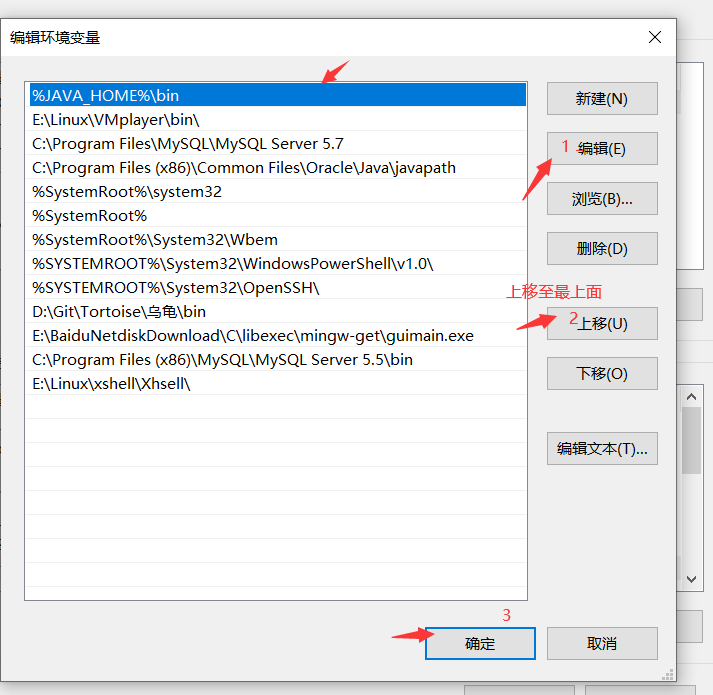 编辑环境变量
%JAVA_HOME%\bin
E:\Linux\VMplayer\bin\
C:\Program Files\MySQL\MySQL Server 5.7
C:\Program Files (x86)\Common Files\Oracle\Java\javapath
%SystemRoot%\system32
%SystemRoot%
%SystemRoot%\System32\Wbem
%SYSTEMROOT%\System32\WindowsPowerShell\v1.0\
%SYSTEMROOT%\System32\OpenSSH\
D:\Git\Tortoise\乌龟\bin
E:\BaiduNetdiskDownload\C\libexec\mingw-get\guimain.exe
C:\Program Files (x86)\MySQL\MySQL Server 5.5\bin
E:\Linux\xshell\Xhsell\
新建(N)
1 编辑(E)
浏览(B)...
删除(D)
上移至最上面
2 上移(U)
下移(O)
编辑文本(T)...
3
确定
取消